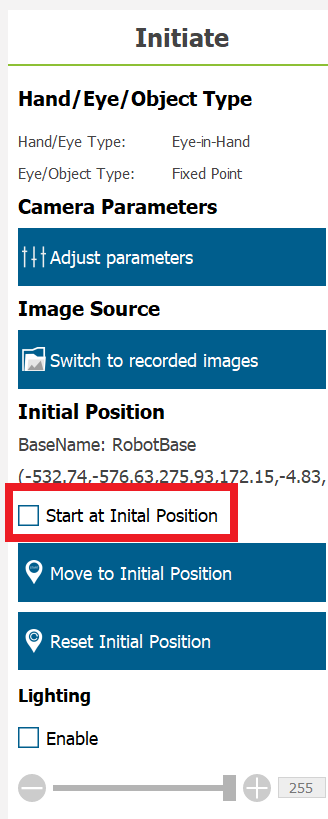 Initiate
Hand/Eye/Object Type
Hand/Eye Type: Eye-in-Hand
Eye/Object Type: Fixed Point
Camera Parameters
Adjust parameters
Image Source
Switch to recorded images
Initial Position
BaseName: RobotBase
(-532.74,-576.63,275.93,172.15,-4.83,
Start at Inital Position
Move to Initial Position
Reset Initial Position
Lighting
Enable
255